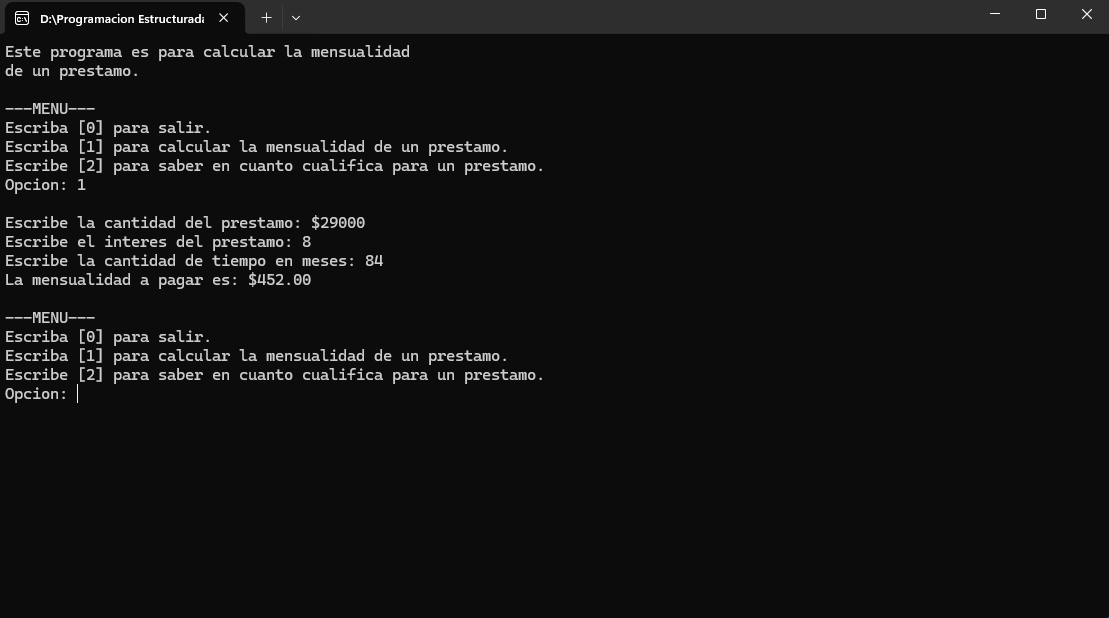 D:\Programacion Estructurada
Este programa es para calcular la mensualidad
de un prestamo.
---MENU---
Escriba [0] para salir.
Escriba [1] para calcular la mensualidad de un prestamo.
Escribe [2] para saber en cuanto cualifica para un prestamo.
Opcion: 1
Escribe la cantidad del prestamo: $29000
Escribe el interes del prestamo: 8
Escribe la cantidad de tiempo en meses: 84
La mensualidad a pagar es: $452.00
---MENU---
Escriba [0] para salir.
Escriba [1] para calcular la mensualidad de un prestamo.
Escribe [2] para saber en cuanto cualifica para un prestamo.
Opcion: